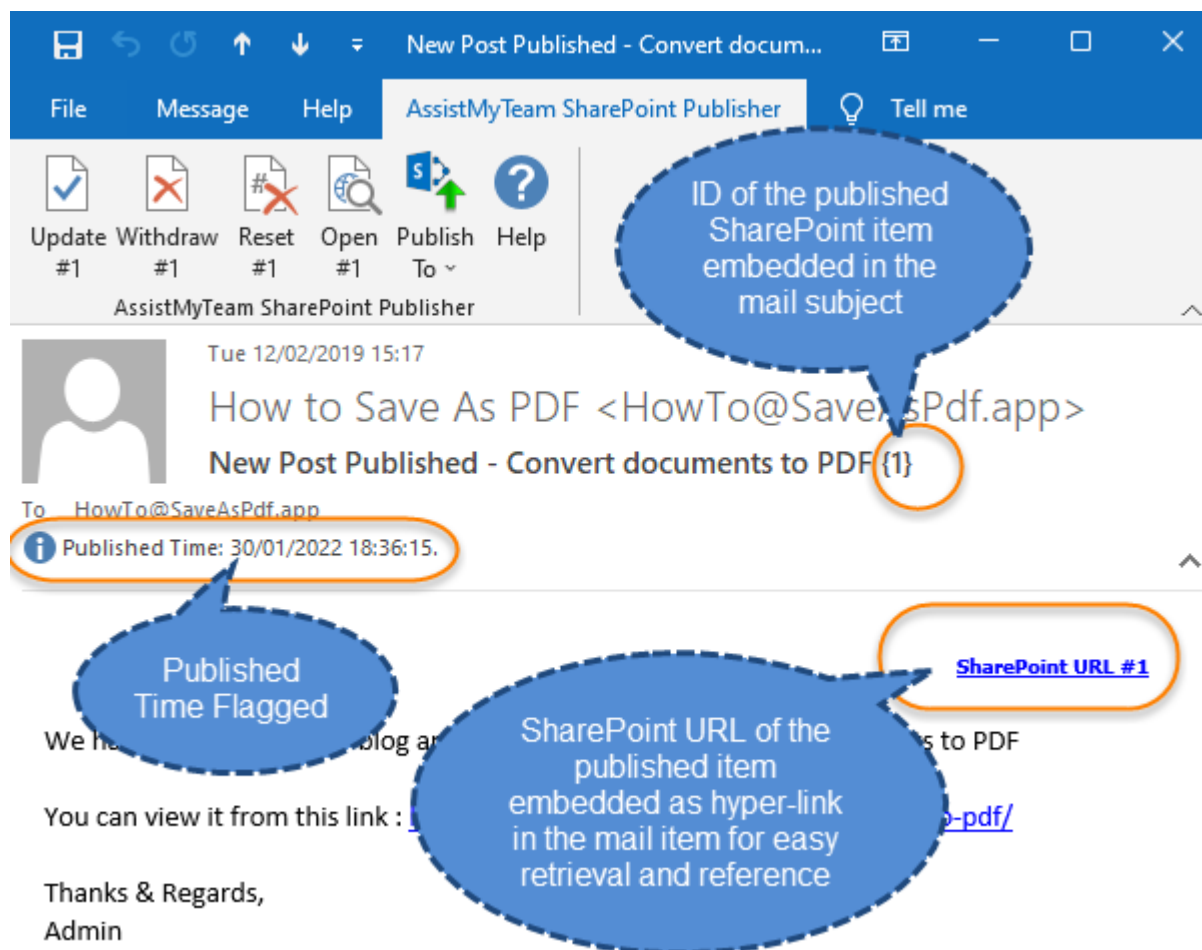 New Post Published - Convert docum...
File Message Help AssistMyTeam SharePoint Publisher Tell me
Update #1
Withdraw #1
Reset #1
Open #1
Publish To
Help
AssistMyTeam SharePoint Publisher
ID of the published
SharePoint item
embedded in the
mail subject
Tue 12/02/2019 15:17
How to Save As PDF <HowTo@SaveAsPdf.app>
New Post Published - Convert documents to PDF {1}
To HowTo@SaveAsPdf.app
Published Time: 30/01/2022 18:36:15.
Published
Time Flagged
SharePoint URL #1
SharePoint URL of the
published item
embedded as hyper-link
in the mail item for easy
retrieval and reference
We blog to PDF
You can view it from this link : -pdf/
Thanks & Regards,
Admin